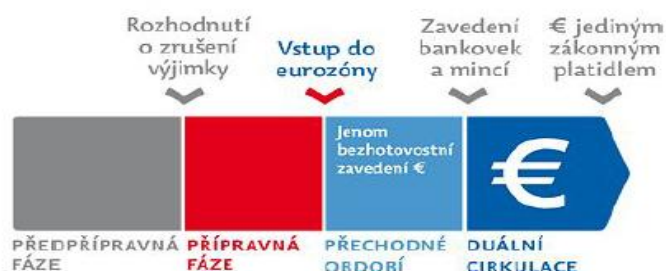 Rozhodnutí
o zrušení
výjimky
Vstup do
eurozóny
Zavedení
bankovek
a mincí
€ jediným
zákonným
platidlem
Jenom
bezhotovostní
zavedení €
€
PŘEDPŘÍPRAVNÁ
FÁZE
PŘÍPRAVNÁ
FÁZE
PŘECHODNÉ
OBDOBÍ
DUÁLNÍ
CIRKULACE